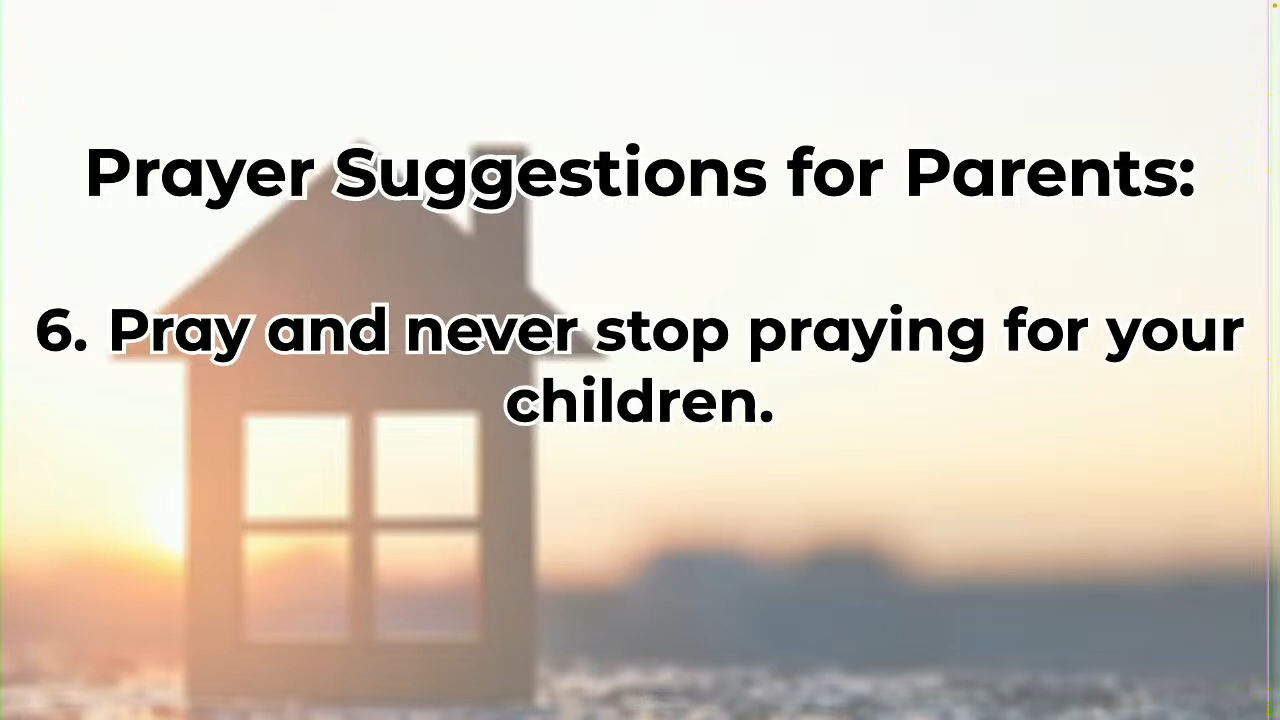 Prayer Suggestions for Parents:
6. Pray and never stop praying for your
children.